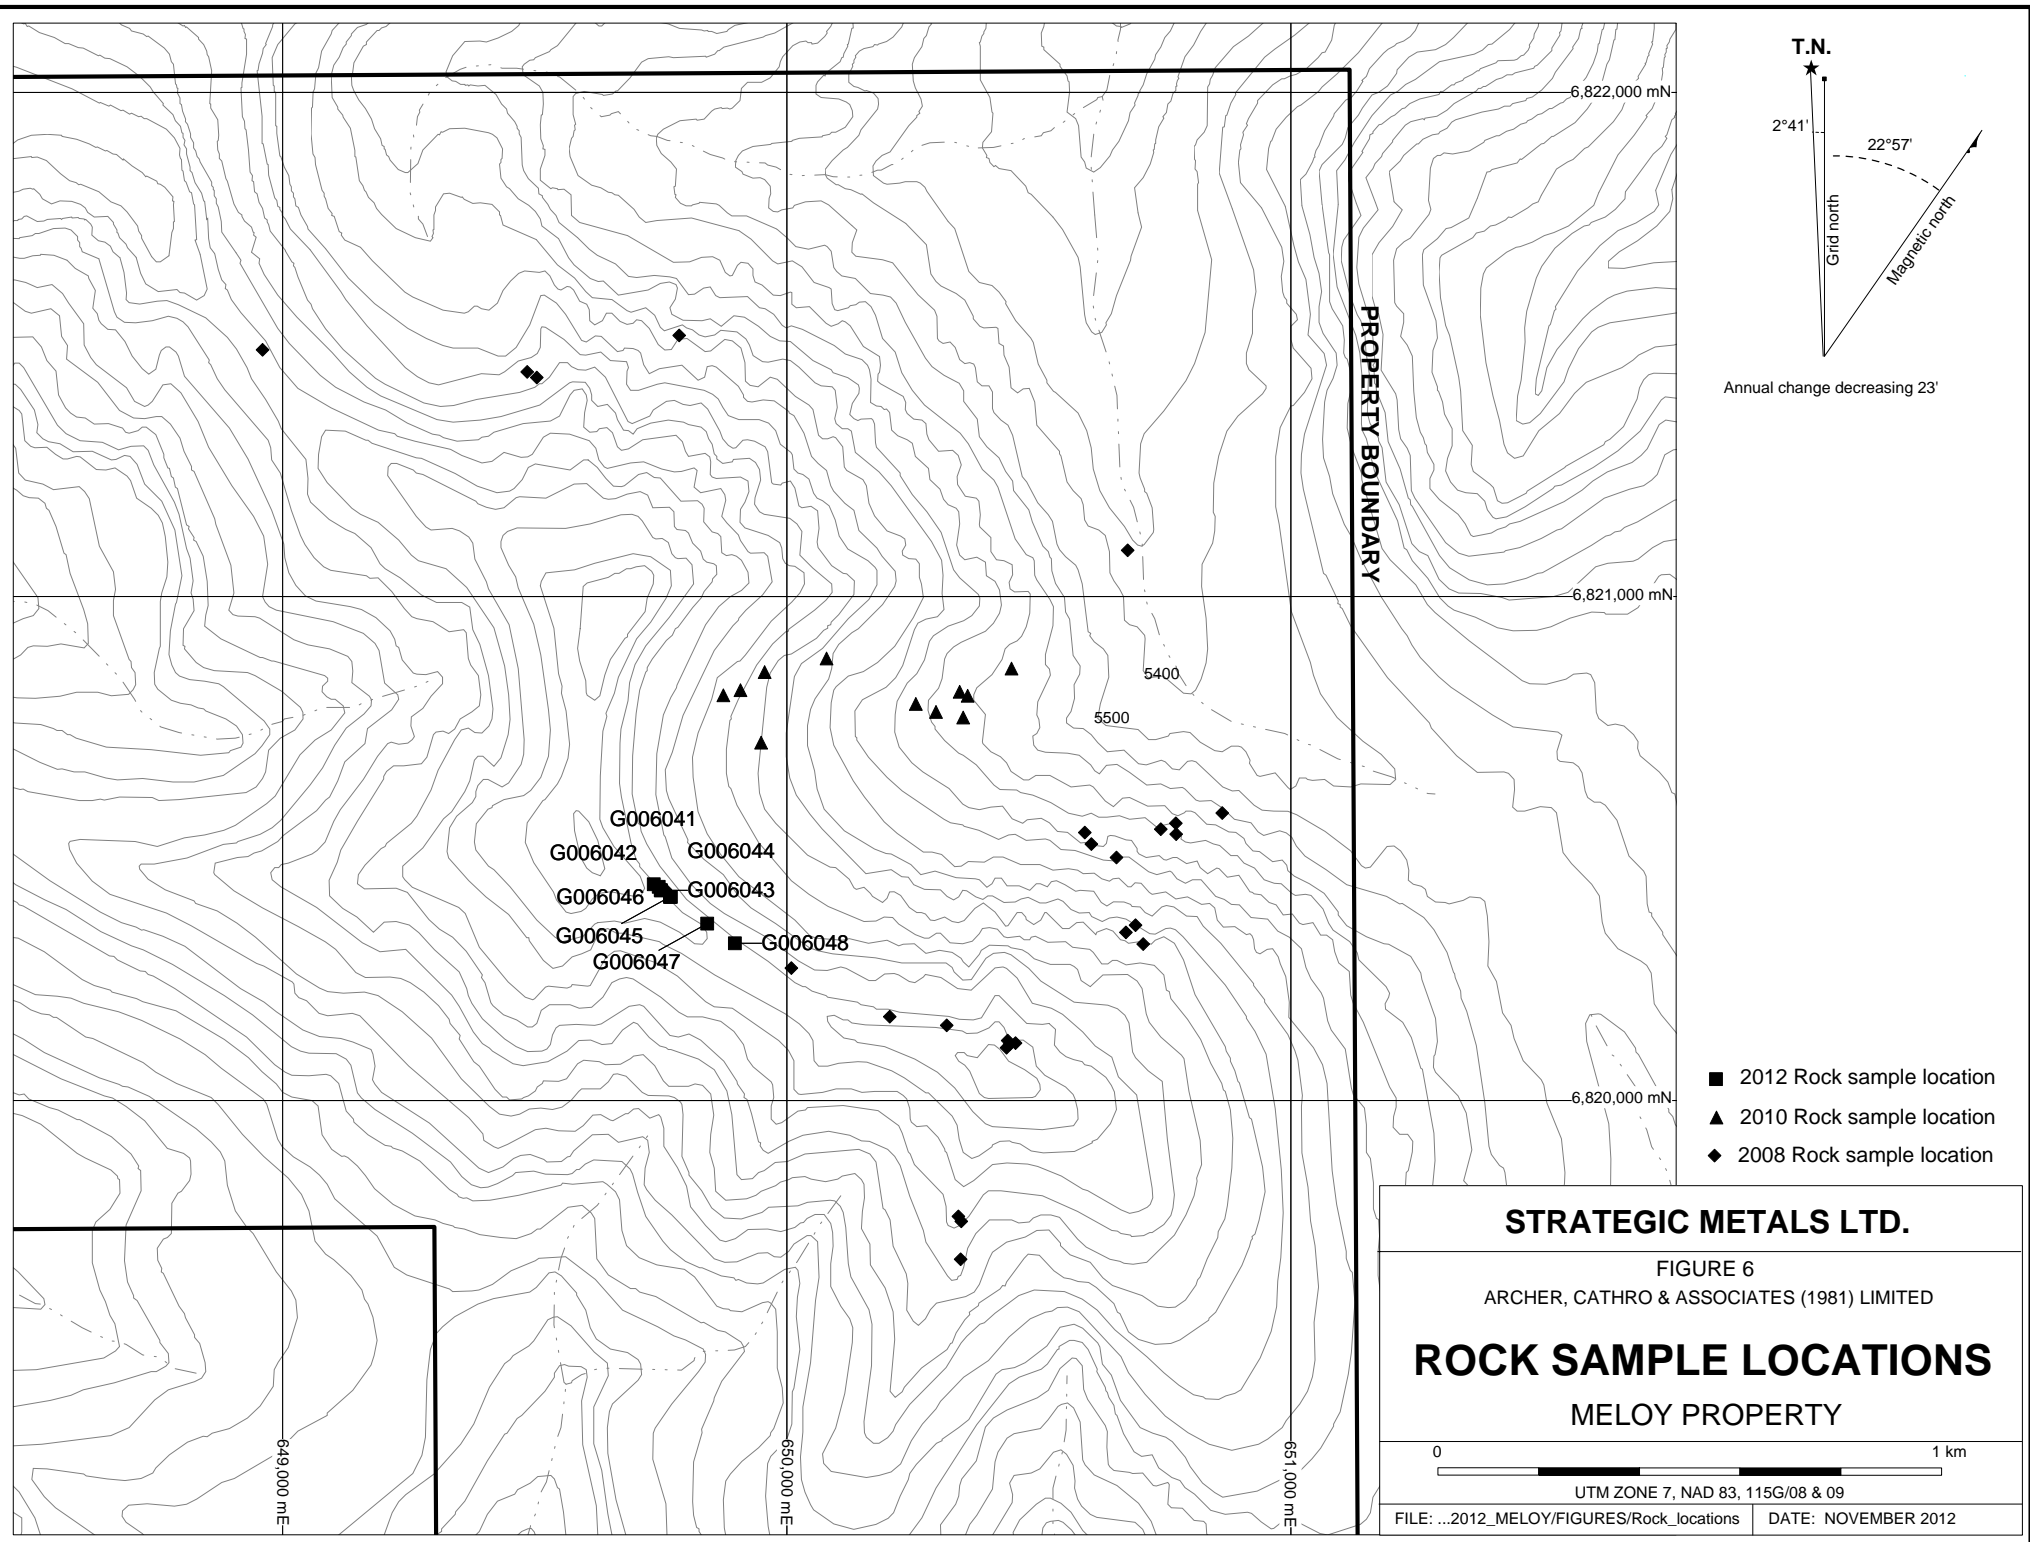 T.N.
6,822,000 mN
2°41'
22°57'
Grid north
Magnetic north
Annual change decreasing 23'
PROPERTY BOUNDARY
6,821,000 mN
5400
5500
G006041
G006042
G006044
G006046
G006043
G006045
G006048
G006047
6,820,000 mN
2012 Rock sample location
2010 Rock sample location
2008 Rock sample location
649,000 mE
650,000 mE
651,000 mE
STRATEGIC METALS LTD.
FIGURE 6
ARCHER, CATHRO & ASSOCIATES (1981) LIMITED
ROCK SAMPLE LOCATIONS
MELOY PROPERTY
0 1 km
UTM ZONE 7, NAD 83, 115G/08 & 09
FILE: ...2012_MELOY/FIGURES/Rock_locations DATE: NOVEMBER 2012